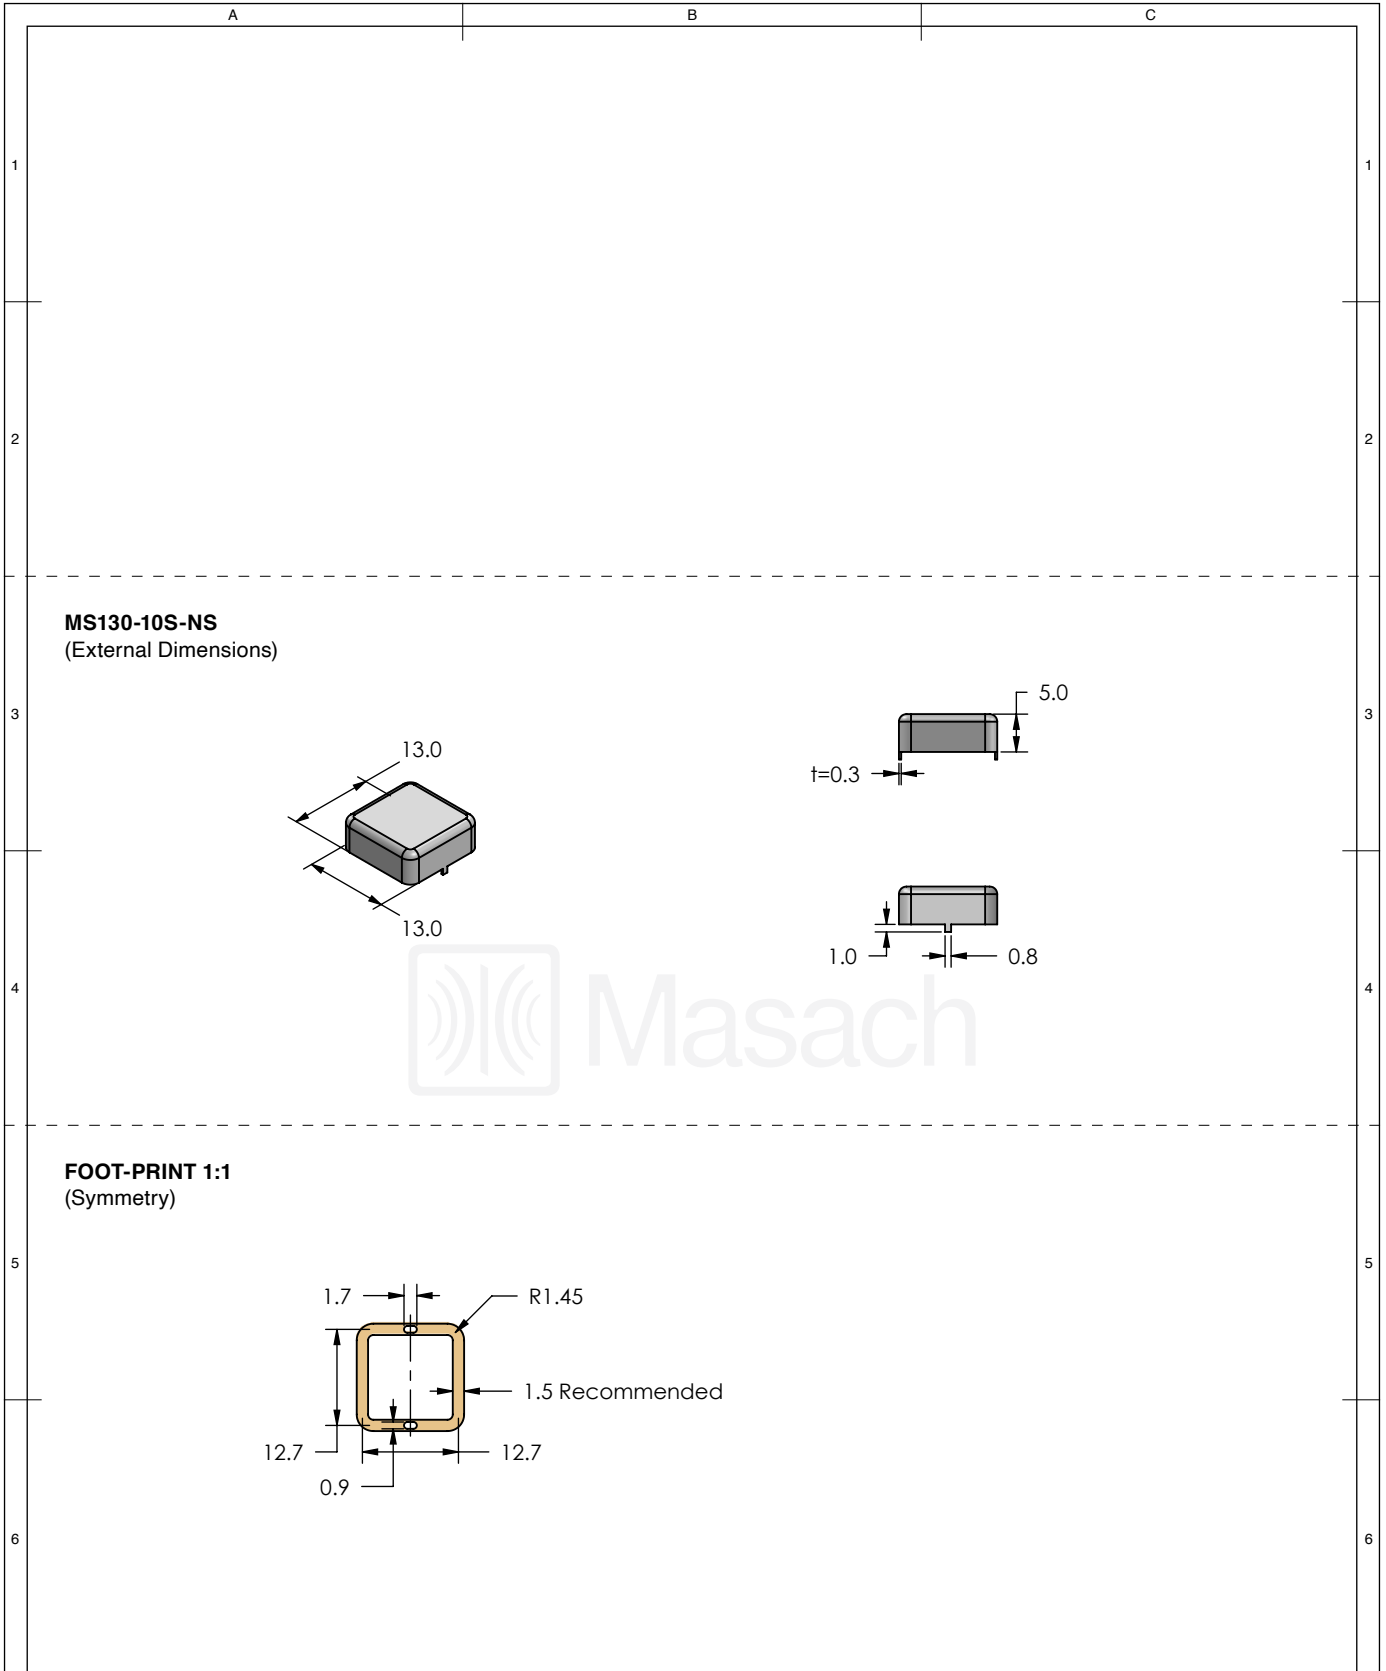 A B C
1 1
2 2
MS130-10S-NS
(External Dimensions)
3 3
5.0
13.0
t=0.3
13.0
1.0 0.8
4 4
Masach
FOOT-PRINT 1:1
(Symmetry)
5 5
1.7 R1.45
1.5 Recommended
12.7 12.7
0.9
6 6